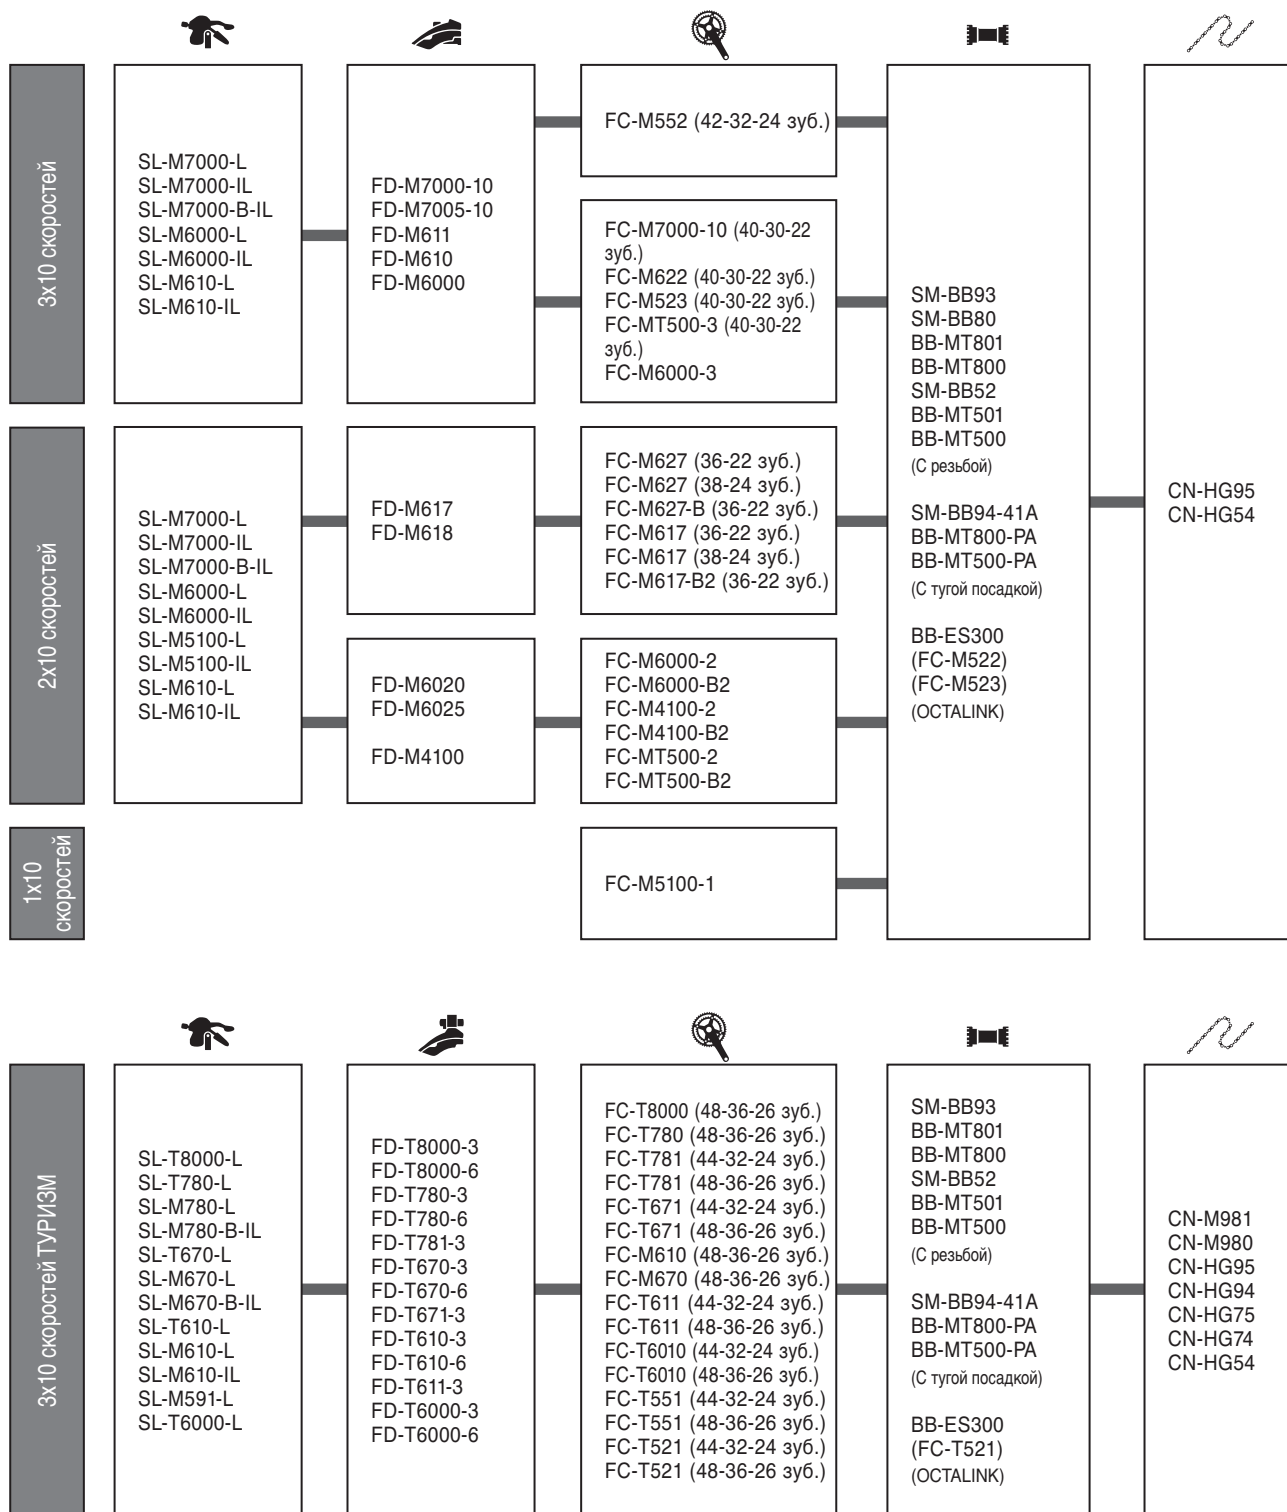 3x10 скоростей
SL-M7000-L
SL-M7000-IL
SL-M7000-B-IL
SL-M6000-L
SL-M6000-IL
SL-M610-L
SL-M610-IL
FD-M7000-10
FD-M7005-10
FD-M611
FD-M610
FD-M6000
FC-M552 (42-32-24 зуб.)
FC-M7000-10 (40-30-22
зуб.)
FC-M622 (40-30-22 зуб.)
FC-M523 (40-30-22 зуб.)
FC-MT500-3 (40-30-22
зуб.)
FC-M6000-3
2x10 скоростей
SL-M7000-L
SL-M7000-IL
SL-M7000-B-IL
SL-M6000-L
SL-M6000-IL
SL-M5100-L
SL-M5100-IL
SL-M610-L
SL-M610-IL
FD-M617
FD-M618
FC-M627 (36-22 зуб.)
FC-M627 (38-24 зуб.)
FC-M627-B (36-22 зуб.)
FC-M617 (36-22 зуб.)
FC-M617 (38-24 зуб.)
FC-M617-B2 (36-22 зуб.)
FD-M6020
FD-M6025
FD-M4100
FC-M6000-2
FC-M6000-B2
FC-M4100-2
FC-M4100-B2
FC-MT500-2
FC-MT500-B2
1x10
скоростей
FC-M5100-1
SM-BB93
SM-BB80
BB-MT801
BB-MT800
SM-BB52
BB-MT501
BB-MT500
(С резьбой)
SM-BB94-41A
BB-MT800-PA
BB-MT500-PA
(С тугой посадкой)
BB-ES300
(FC-M522)
(FC-M523)
(OCTALINK)
CN-HG95
CN-HG54
3x10 скоростей ТУРИЗМ
SL-T8000-L
SL-T780-L
SL-M780-L
SL-M780-B-IL
SL-T670-L
SL-M670-L
SL-M670-B-IL
SL-T610-L
SL-M610-L
SL-M610-IL
SL-M591-L
SL-T6000-L
FD-T8000-3
FD-T8000-6
FD-T780-3
FD-T780-6
FD-T781-3
FD-T670-3
FD-T670-6
FD-T671-3
FD-T610-3
FD-T610-6
FD-T611-3
FD-T6000-3
FD-T6000-6
FC-T8000 (48-36-26 зуб.)
FC-T780 (48-36-26 зуб.)
FC-T781 (44-32-24 зуб.)
FC-T781 (48-36-26 зуб.)
FC-T671 (44-32-24 зуб.)
FC-T671 (48-36-26 зуб.)
FC-M610 (48-36-26 зуб.)
FC-M670 (48-36-26 зуб.)
FC-T611 (44-32-24 зуб.)
FC-T611 (48-36-26 зуб.)
FC-T6010 (44-32-24 зуб.)
FC-T6010 (48-36-26 зуб.)
FC-T551 (44-32-24 зуб.)
FC-T551 (48-36-26 зуб.)
FC-T521 (44-32-24 зуб.)
FC-T521 (48-36-26 зуб.)
SM-BB93
BB-MT801
BB-MT800
SM-BB52
BB-MT501
BB-MT500
(С резьбой)
SM-BB94-41A
BB-MT800-PA
BB-MT500-PA
(С тугой посадкой)
BB-ES300
(FC-T521)
(OCTALINK)
CN-M981
CN-M980
CN-HG95
CN-HG94
CN-HG75
CN-HG74
CN-HG54